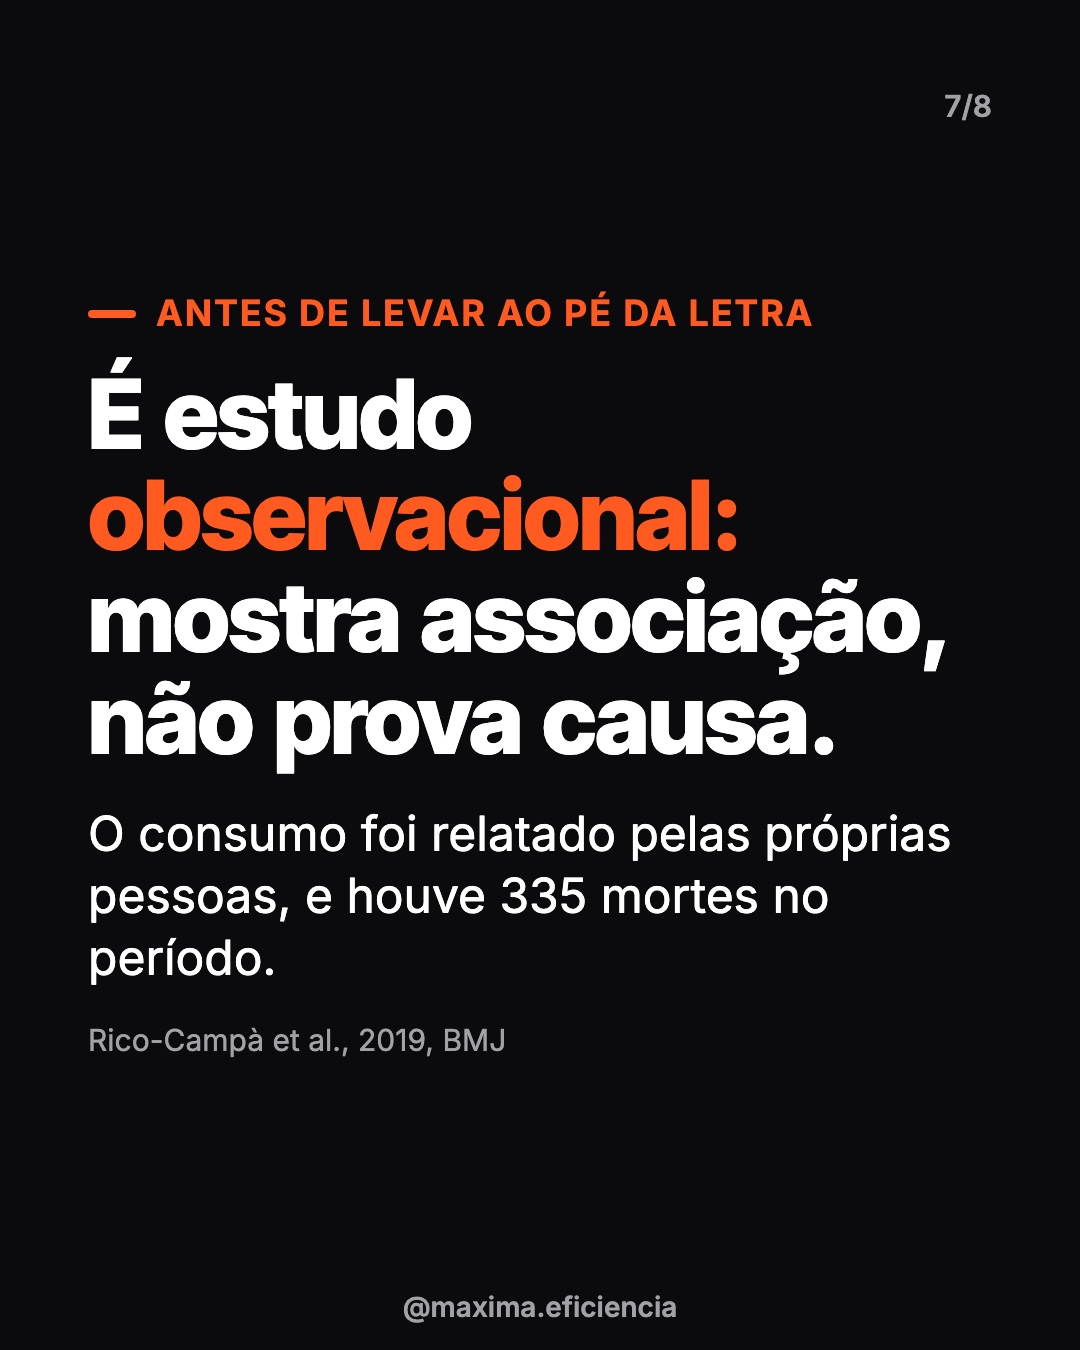 7/8
ANTES DE LEVAR AO PÉ DA LETRA
É estudo
observacional:
mostra associação,
não prova causa.
O consumo foi relatado pelas próprias
pessoas, e houve 335 mortes no
período.
Rico-Campà et al., 2019, BMJ
@maxima.eficiencia